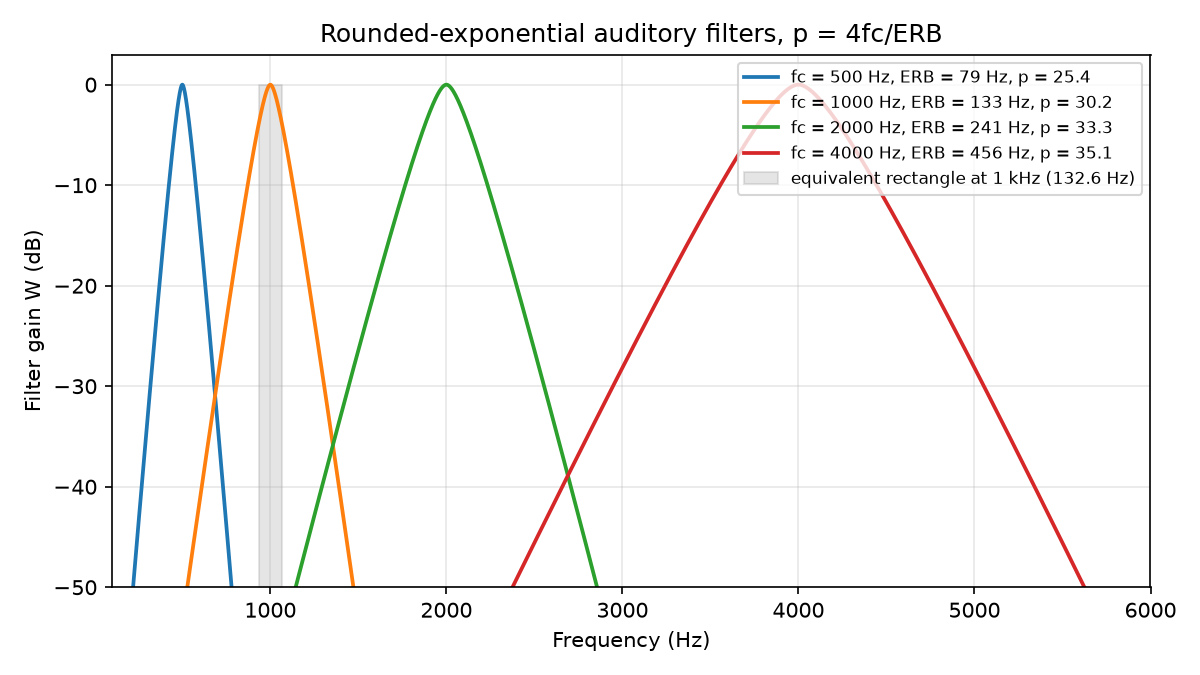 Rounded-exponential auditory filters, p = 4fc/ERB
fc = 500 Hz, ERB = 79 Hz, p = 25.4
fc = 1000 Hz, ERB = 133 Hz, p = 30.2
fc = 2000 Hz, ERB = 241 Hz, p = 33.3
fc = 4000 Hz, ERB = 456 Hz, p = 35.1
equivalent rectangle at 1 kHz (132.6 Hz)
Filter gain W (dB)
0
−10
−20
−30
−40
−50
1000 2000 3000 4000 5000 6000
Frequency (Hz)